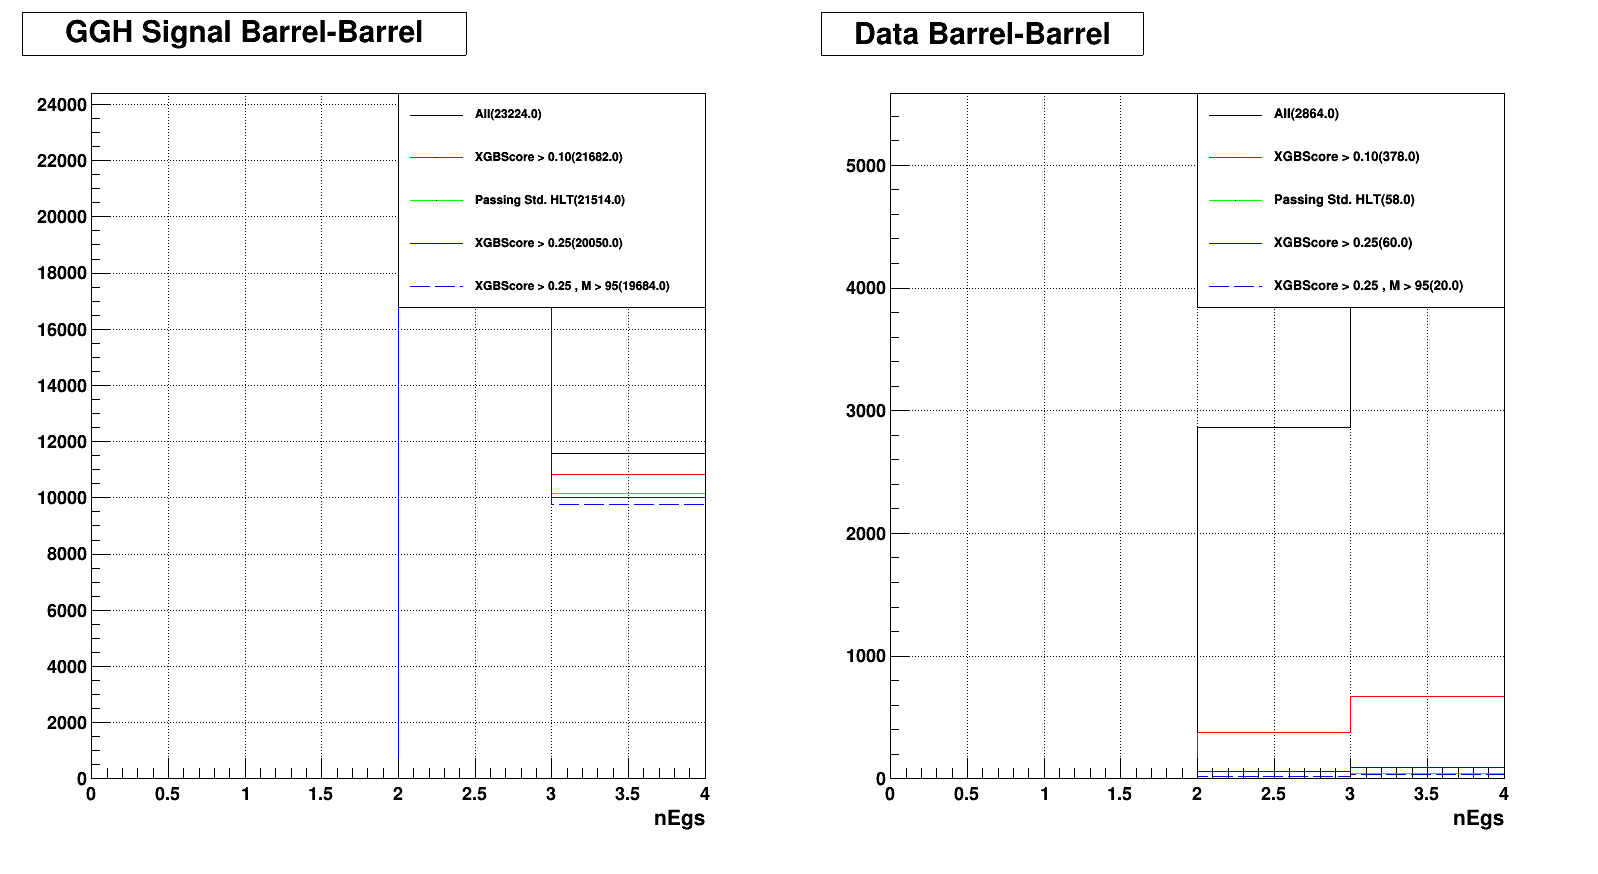 GGH Signal Barrel-Barrel
24000
22000
20000
18000
16000
14000
12000
10000
8000
6000
4000
2000
0
All(23224.0)
XGBScore > 0.10(21682.0)
Passing Std. HLT(21514.0)
XGBScore > 0.25(20050.0)
XGBScore > 0.25 , M > 95(19684.0)
0 0.5 1 1.5 2 2.5 3 3.5 4
nEgs
Data Barrel-Barrel
5000
4000
3000
2000
1000
0
All(2864.0)
XGBScore > 0.10(378.0)
Passing Std. HLT(58.0)
XGBScore > 0.25(60.0)
XGBScore > 0.25 , M > 95(20.0)
0 0.5 1 1.5 2 2.5 3 3.5 4
nEgs